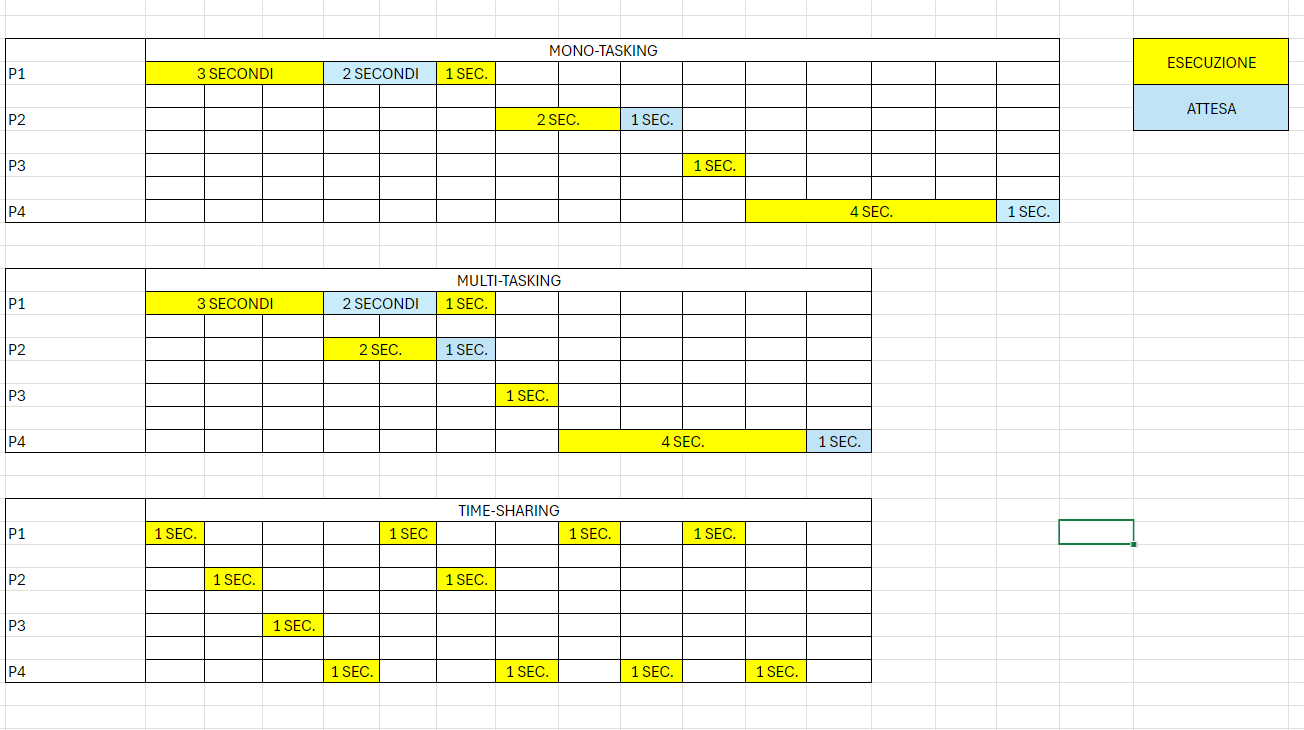 MONO-TASKING
ESECUZIONE
P1 3 SECONDI 2 SECONDI 1 SEC.
ATTESA
P2 2 SEC. 1 SEC.
P3 1 SEC.
P4 4 SEC. 1 SEC.
MULTI-TASKING
P1 3 SECONDI 2 SECONDI 1 SEC.
P2 2 SEC. 1 SEC.
P3 1 SEC.
P4 4 SEC. 1 SEC.
TIME-SHARING
P1 1 SEC. 1 SEC 1 SEC. 1 SEC.
P2 1 SEC. 1 SEC.
P3 1 SEC.
P4 1 SEC. 1 SEC. 1 SEC. 1 SEC.